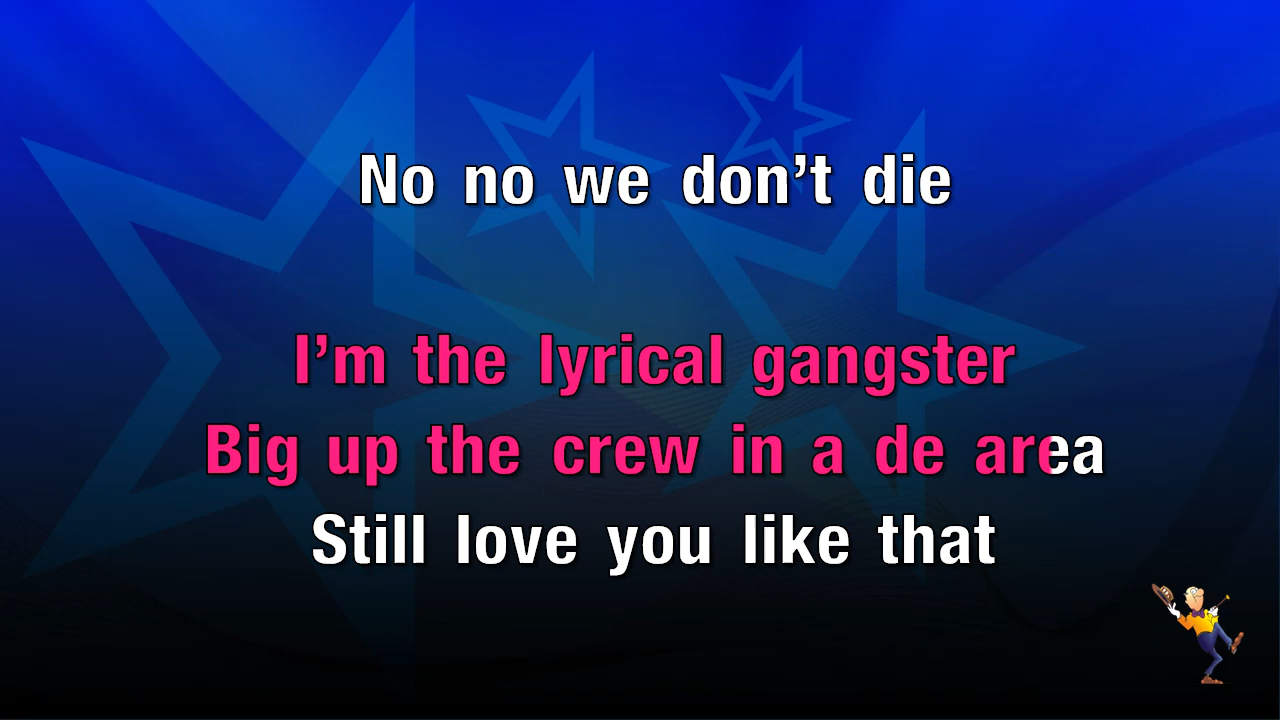 No no we don't die
I'm the lyrical gangster
Big up the crew in a de area
Still love you like that